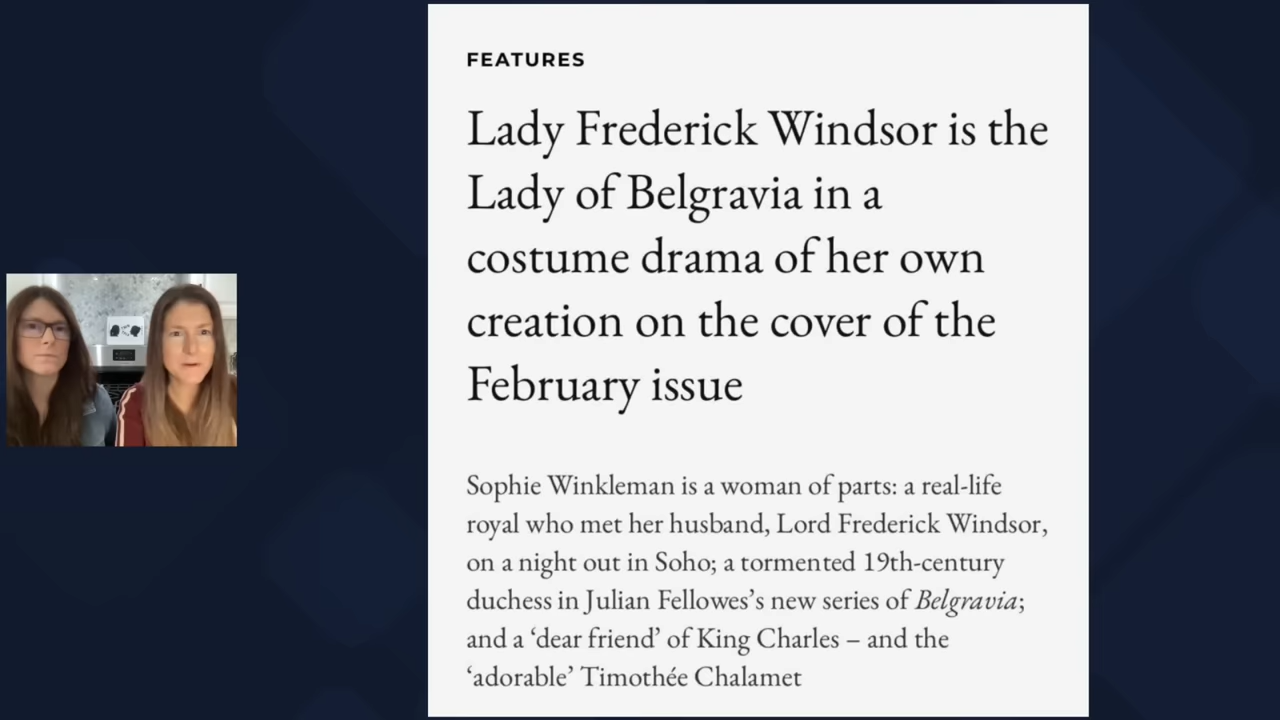 FEATURES
Lady Frederick Windsor is the
Lady of Belgravia in a
costume drama of her own
creation on the cover of the
February issue
Sophie Winkleman is a woman of parts: a real-life
royal who met her husband, Lord Frederick Windsor,
on a night out in Soho; a tormented 19th-century
duchess in Julian Fellowes’s new series of Belgravia;
and a ‘dear friend’ of King Charles – and the
‘adorable’ Timothée Chalamet